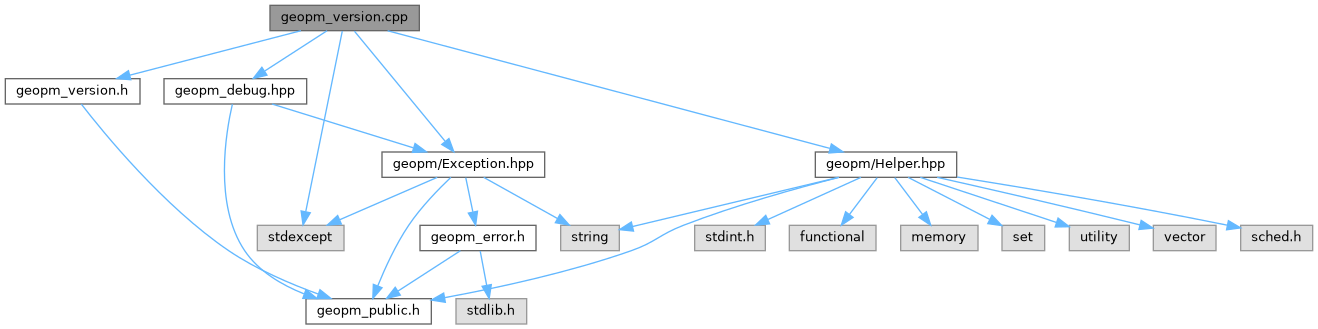 geopm_version.cpp
geopm_version.h
geopm_debug.hpp
geopm/Exception.hpp
geopm/Helper.hpp
stdexcept
geopm_error.h
string
stdint.h
functional
memory
set
utility
vector
sched.h
geopm_public.h
stdlib.h